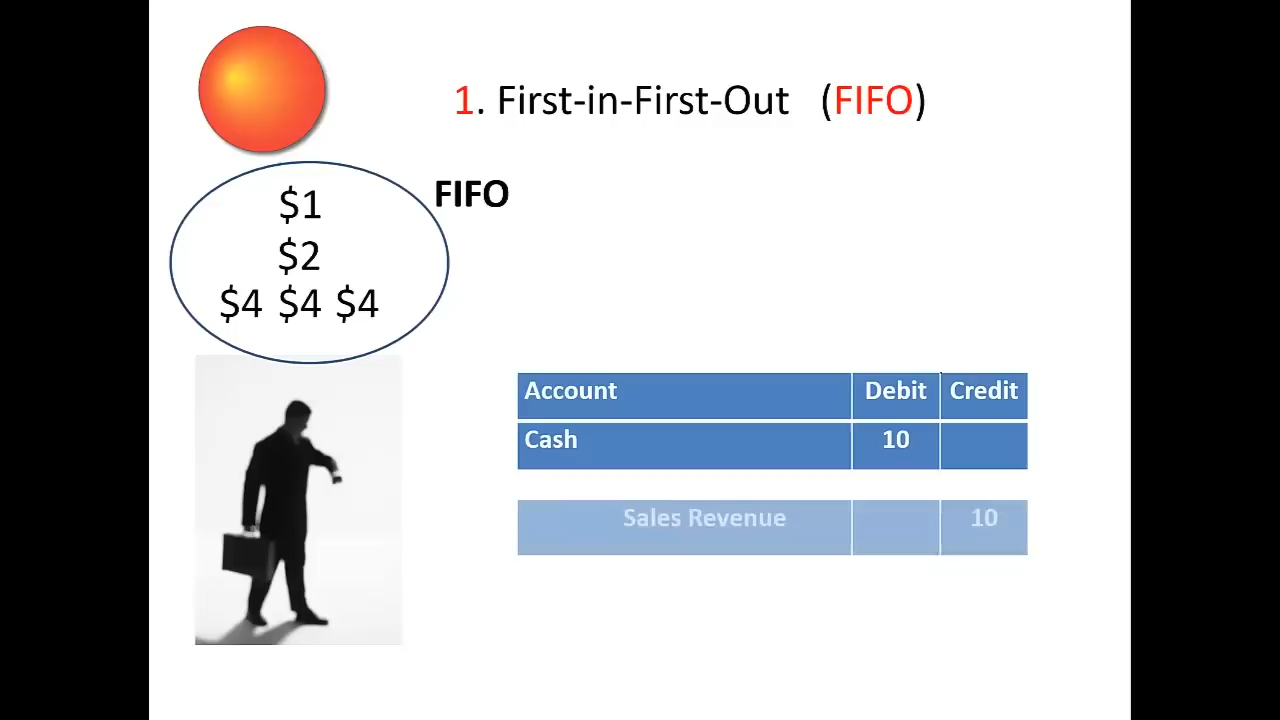 1. First-in-First-Out (FIFO)
FIFO
$1
$2
$4 $4 $4
Account Debit Credit
Cash 10
Sales Revenue 10